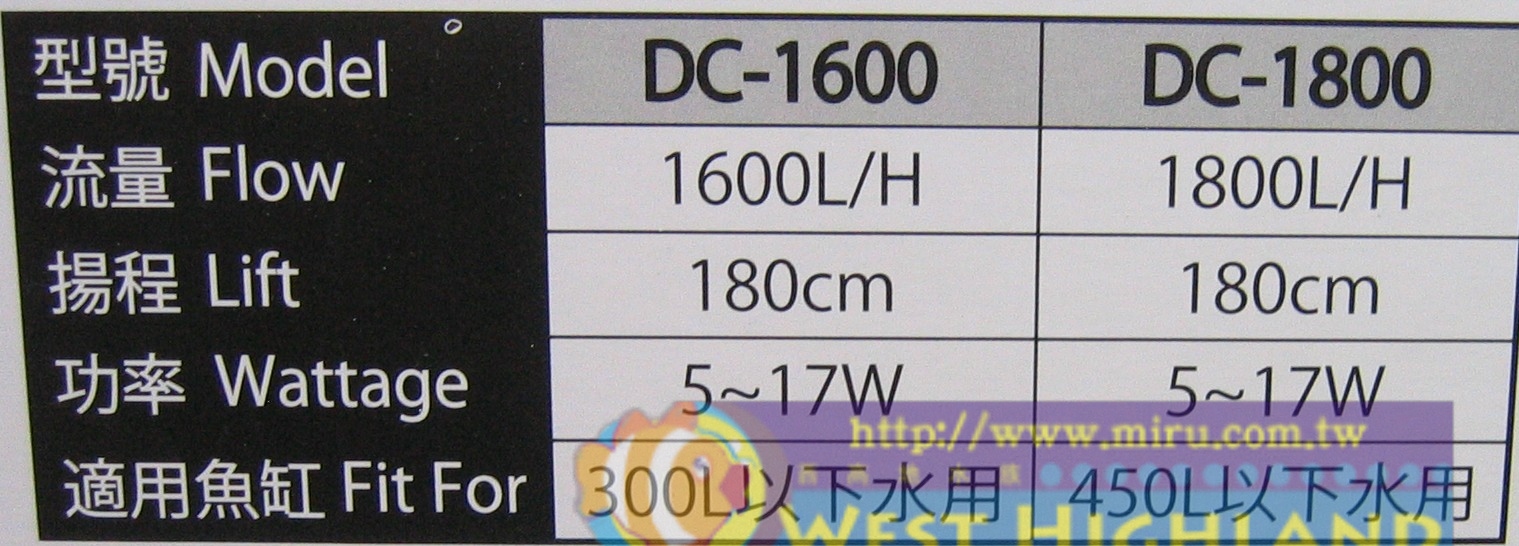 型號 Model DC-1600 DC-1800
流量 Flow 1600L/H 1800L/H
揚程 Lift 180cm 180cm
功率 Wattage 5~17W 5~17W
http://www.miru.com.tw
適用魚缸 Fit For 300L以下水用 450L以下水用
WEST HIGHLAND